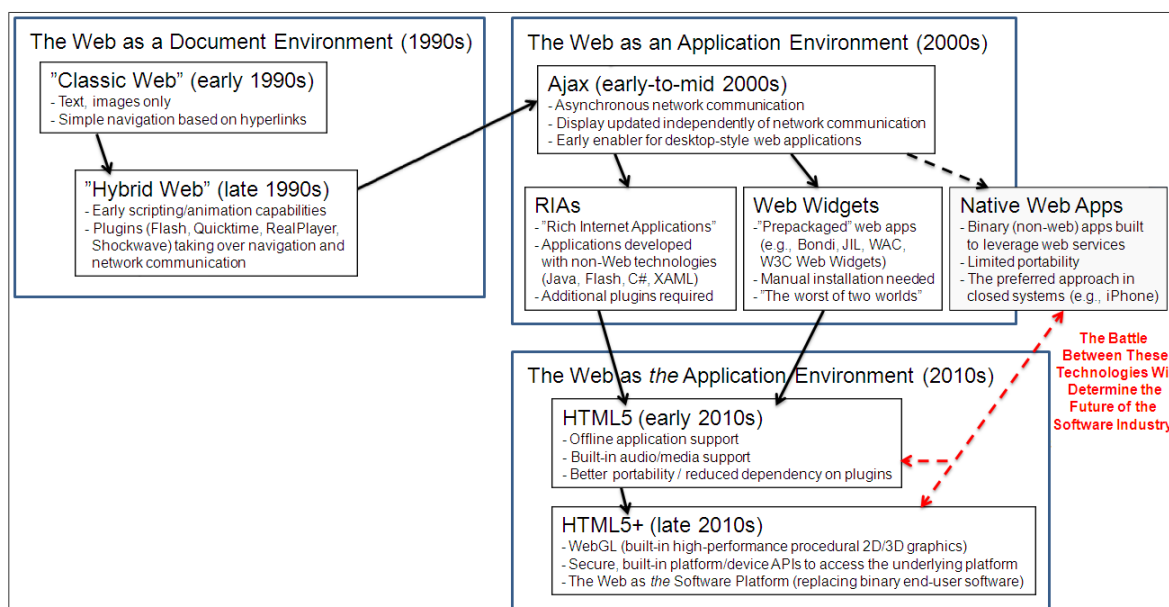 The Web as a Document Environment (1990s)
”Classic Web” (early 1990s)
- Text, images only
- Simple navigation based on hyperlinks
”Hybrid Web” (late 1990s)
- Early scripting/animation capabilities
- Plugins (Flash, Quicktime, RealPlayer,
Shockwave) taking over navigation and
network communication
The Web as an Application Environment (2000s)
Ajax (early-to-mid 2000s)
- Asynchronous network communication
- Display updated independently of network communication
- Early enabler for desktop-style web applications
RIAs
- ”Rich Internet Applications”
- Applications developed
with non-Web technologies
(Java, Flash, C#, XAML)
- Additional plugins required
Web Widgets
- ”Prepackaged” web apps
(e.g., Bondi, JIL, WAC,
W3C Web Widgets)
- Manual installation needed
- ”The worst of two worlds”
Native Web Apps
- Binary (non-web) apps built
to leverage web services
- Limited portability
- The preferred approach in
closed systems (e.g., iPhone)
The Battle
Between These
Technologies Wi
Determine the
Future of the
Software Industry
The Web as the Application Environment (2010s)
HTML5 (early 2010s)
- Offline application support
- Built-in audio/media support
- Better portability / reduced dependency on plugins
HTML5+ (late 2010s)
- WebGL (built-in high-performance procedural 2D/3D graphics)
- Secure, built-in platform/device APIs to access the underlying platform
- The Web as the Software Platform (replacing binary end-user software)